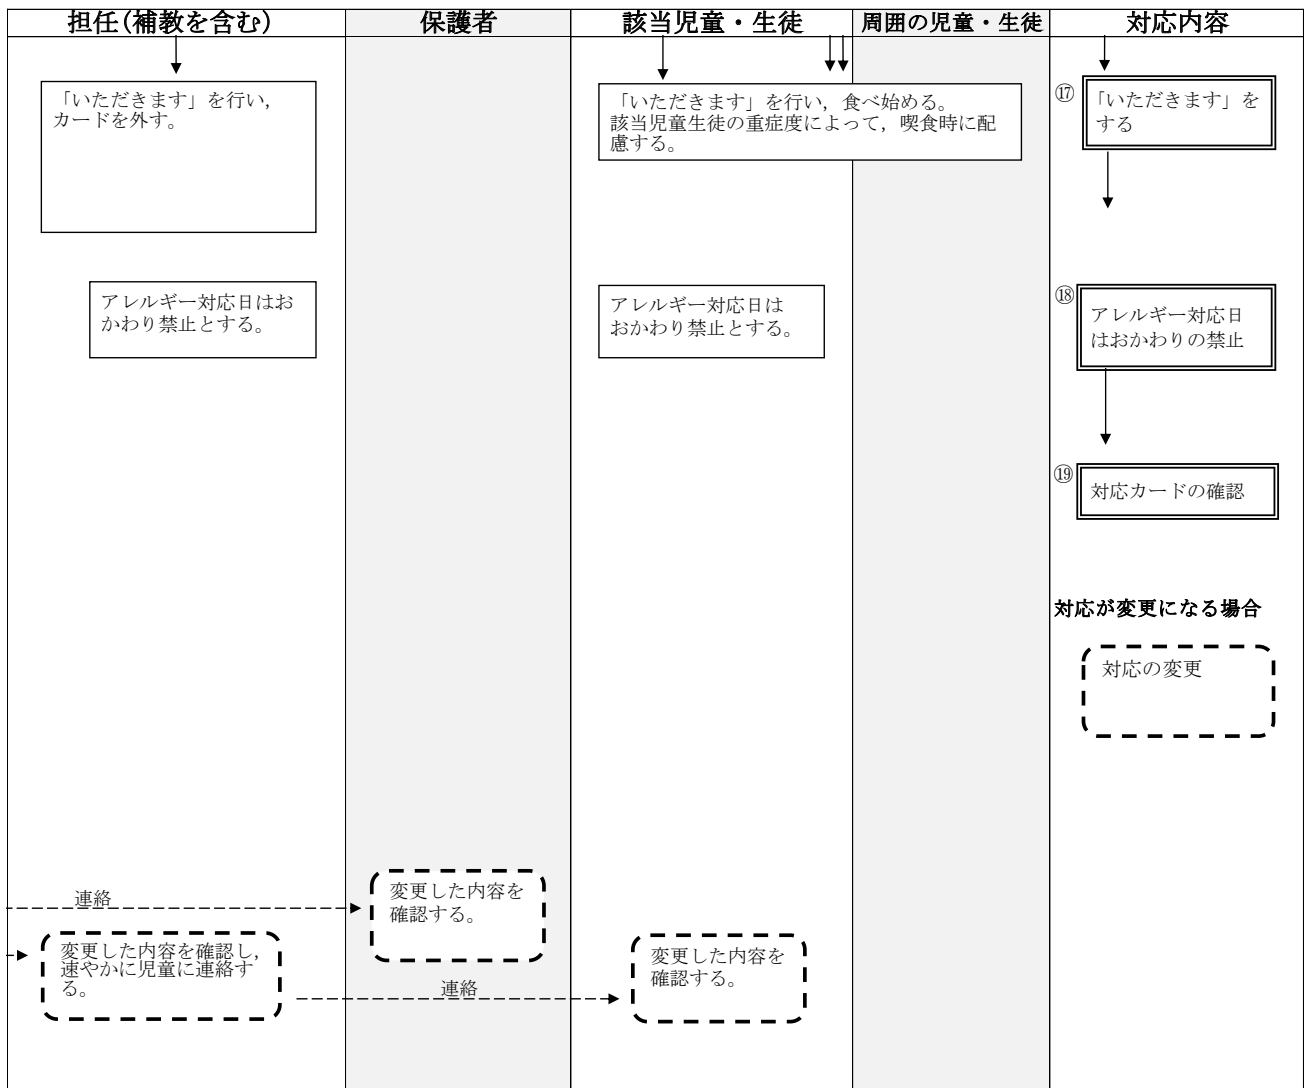 担任(補教を含む)
保護者
該当児童・生徒
周囲の児童・生徒
対応内容
「いただきます」を行い,
カードを外す。
「いただきます」を行い，食べ始める。
該当児童生徒の重症度によって，喫食時に配
慮する。
⑰
「いただきます」を
する
アレルギー対応日はお
かわり禁止とする。
アレルギー対応日は
おかわり禁止とする。
⑱
アレルギー対応日
はおかわりの禁止
⑲
対応カードの確認
対応が変更になる場合
対応の変更
連絡
変更した内容を
確認する。
変更した内容を確認し,
速やかに児童に連絡す
る。
連絡
変更した内容を
確認する。